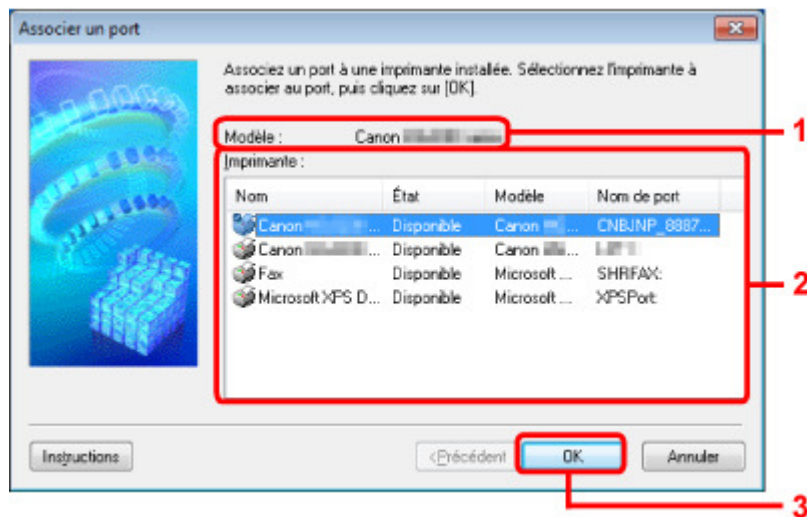 Associer un port
Associez un port à une imprimante installée. Sélectionnez l'imprimante à
associer au port, puis cliquez sur [OK].
Modèle : Canon
1
Imprimante :
Nom État Modèle Nom de port
Canon ... Disponible Canon ... CNBJNP_8887...
Canon ... Disponible Canon ...
Fax Disponible Microsoft ... SHRFAX:
Microsoft XPS D... Disponible Microsoft ... XPSPort:
2
Instructions <Précédent OK Annuler
3